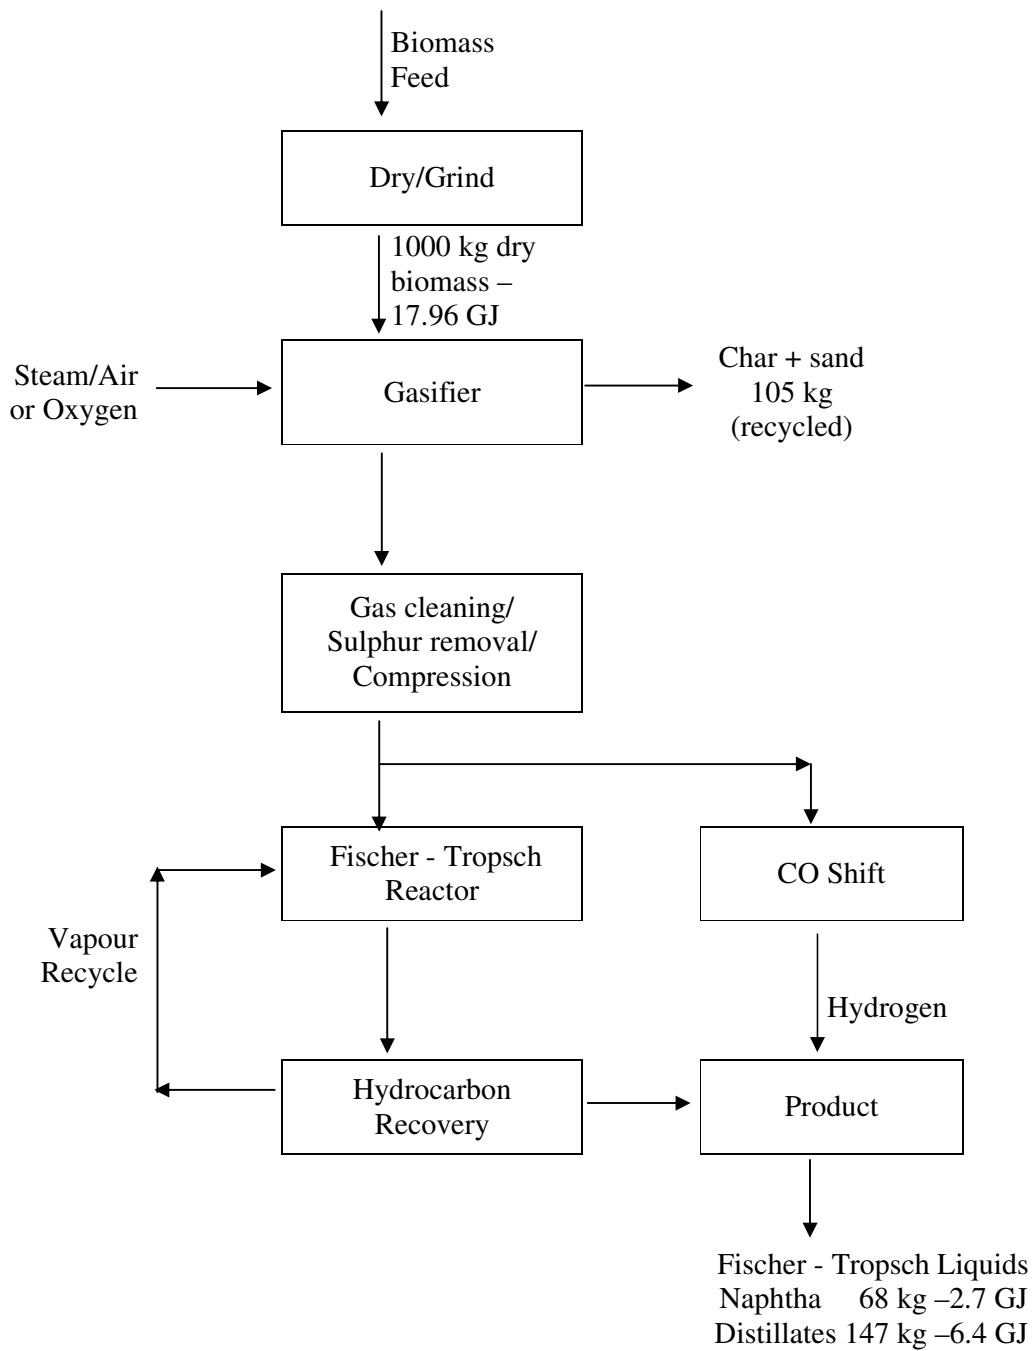 Biomass
Feed
Dry/Grind
1000 kg dry
biomass –
17.96 GJ
Steam/Air
or Oxygen
Gasifier
Char + sand
105 kg
(recycled)
Gas cleaning/
Sulphur removal/
Compression
Fischer - Tropsch
Reactor
CO Shift
Vapour
Recycle
Hydrogen
Hydrocarbon
Recovery
Product
Fischer - Tropsch Liquids
Naphtha 68 kg –2.7 GJ
Distillates 147 kg –6.4 GJ